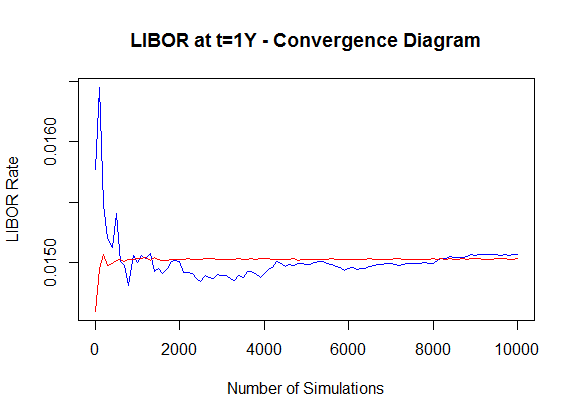 LIBOR at t=1Y - Convergence Diagram
LIBOR Rate
0.0160
0.0150
0
2000
4000
6000
8000
10000
Number of Simulations